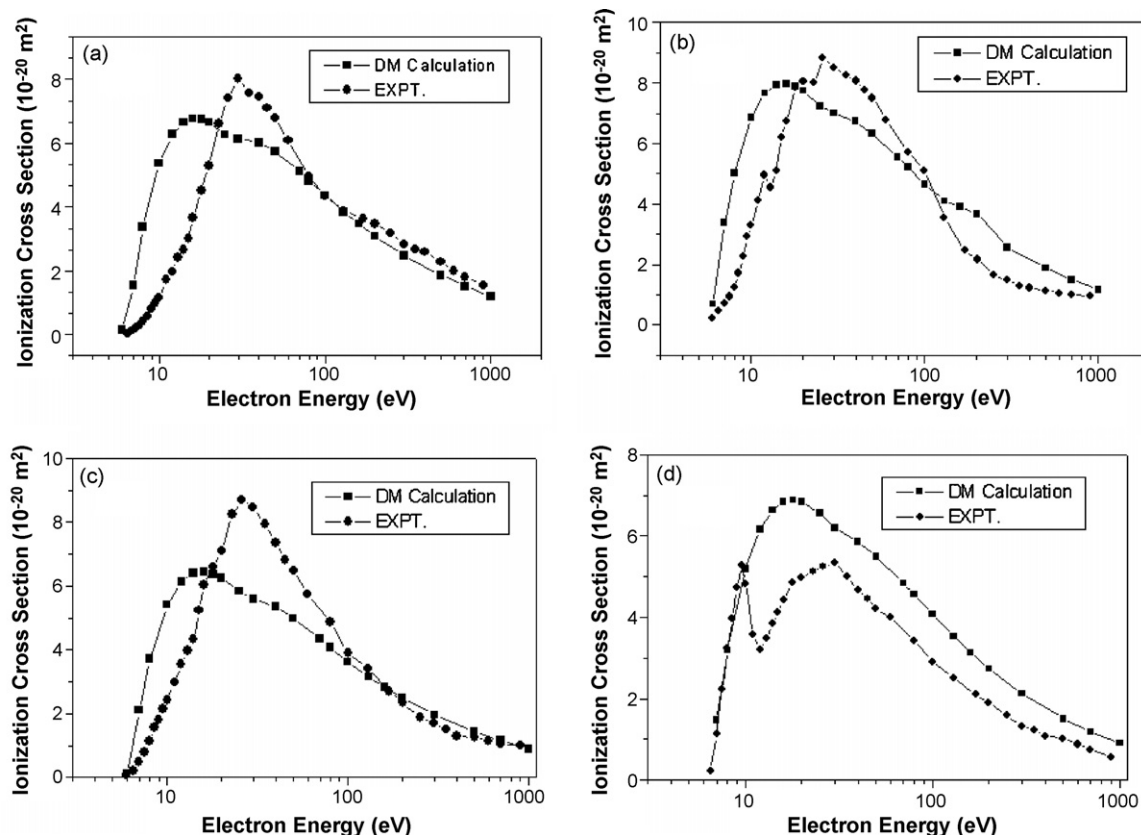 (a)
DM Calculation
EXPT.
Ionization Cross Section (10⁻²⁰ m²)
8
6
4
2
0
10 100 1000
Electron Energy (eV)
(b)
DM Calculation
EXPT.
Ionization Cross Section (10⁻²⁰ m²)
10
8
6
4
2
0
10 100 1000
Electron Energy (eV)
(c)
DM Calculation
EXPT.
Ionization Cross Section (10⁻²⁰ m²)
10
8
6
4
2
0
10 100 1000
Electron Energy (eV)
(d)
DM Calculation
EXPT.
Ionization Cross Section (10⁻²⁰ m²)
8
6
4
2
0
10 100 1000
Electron Energy (eV)